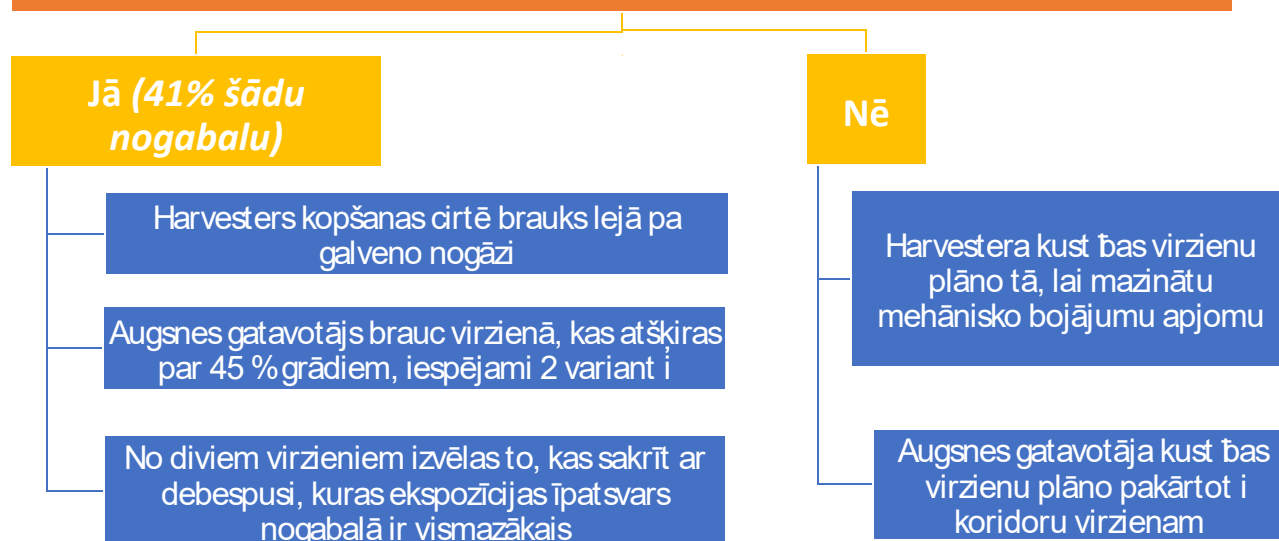 Jā (41% šādu
nogabalu)
Harvesters kopšanas cirtē brauks lejā pa
galveno nogāzi
Augsnes gatavotājs brauc virzienā, kas atšķiras
par 45 % grādiem, iespējami 2 variant i
No diviem virzieniem izvēlas to, kas sakrīt ar
debespusi, kuras ekspozīcijas īpatsvars
nogabalā ir vismazākais
Nē
Harvestera kust ības virzienu
plāno tā, lai mazinātu
mehānisko bojājumu apjomu
Augsnes gatavotāja kust ības
virzienu plāno pakārtot i
koridoru virzienam